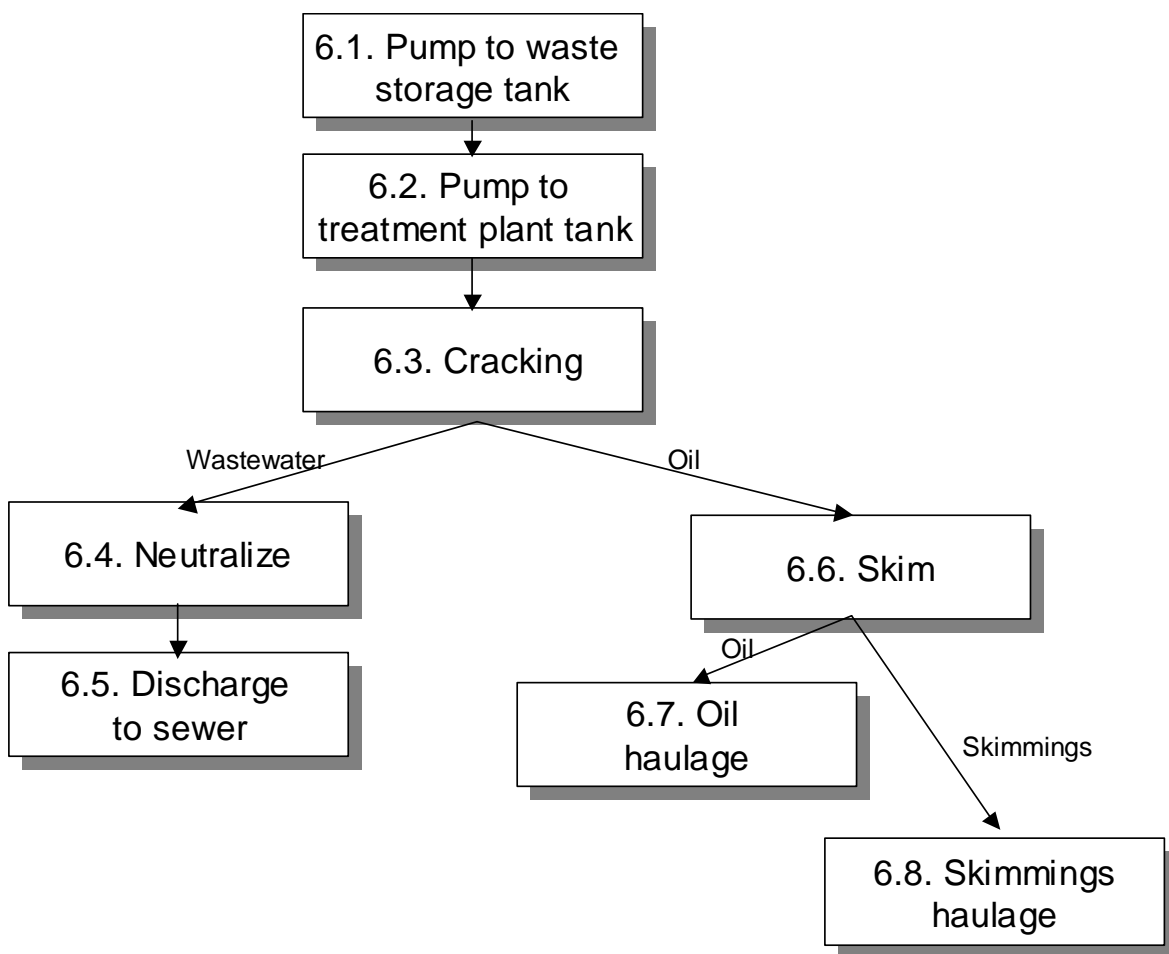 6.1. Pump to waste
storage tank
6.2. Pump to
treatment plant tank
6.3. Cracking
Wastewater
Oil
6.4. Neutralize
6.6. Skim
6.5. Discharge
to sewer
Oil
6.7. Oil
haulage
Skimmings
6.8. Skimmings
haulage